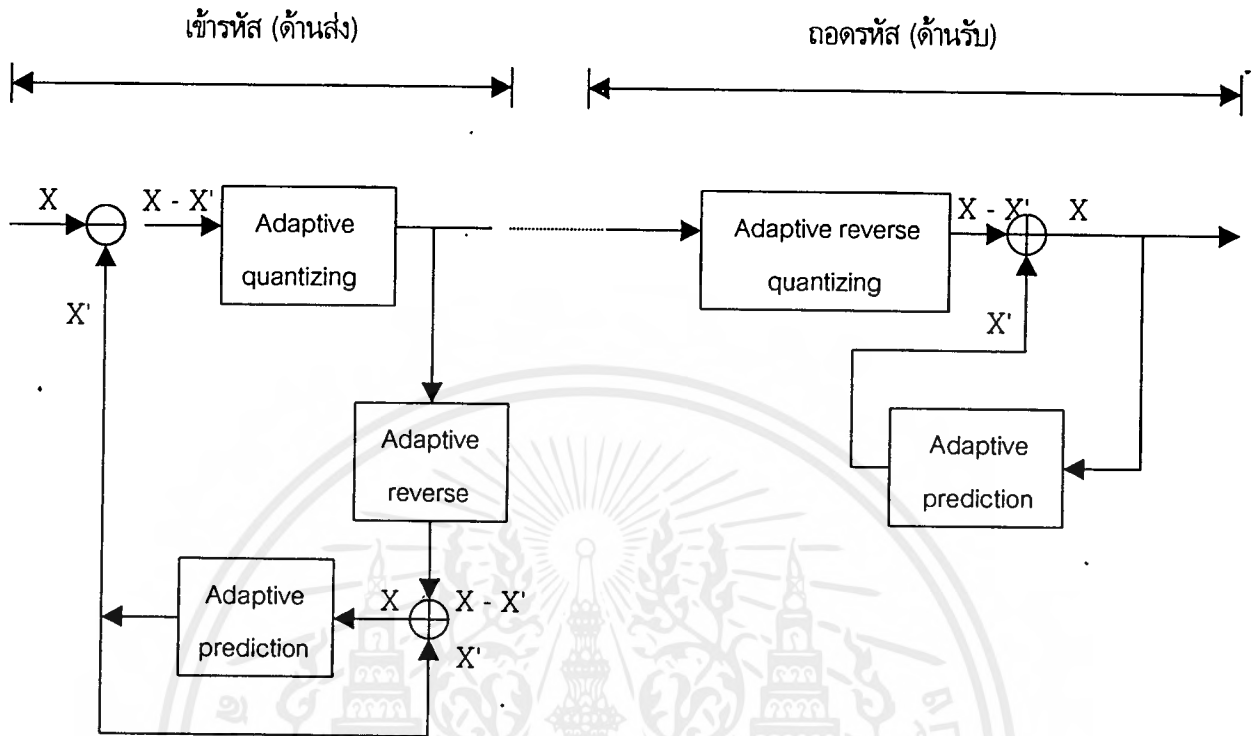 เข้ารหัส (ด้านส่ง)
ถอดรหัส (ด้านรับ)
X
X - X'
Adaptive
quantizing
X'
Adaptive
reverse
X - X'
X
X'
Adaptive
prediction
Adaptive reverse
quantizing
X - X'
X
X'
Adaptive
prediction